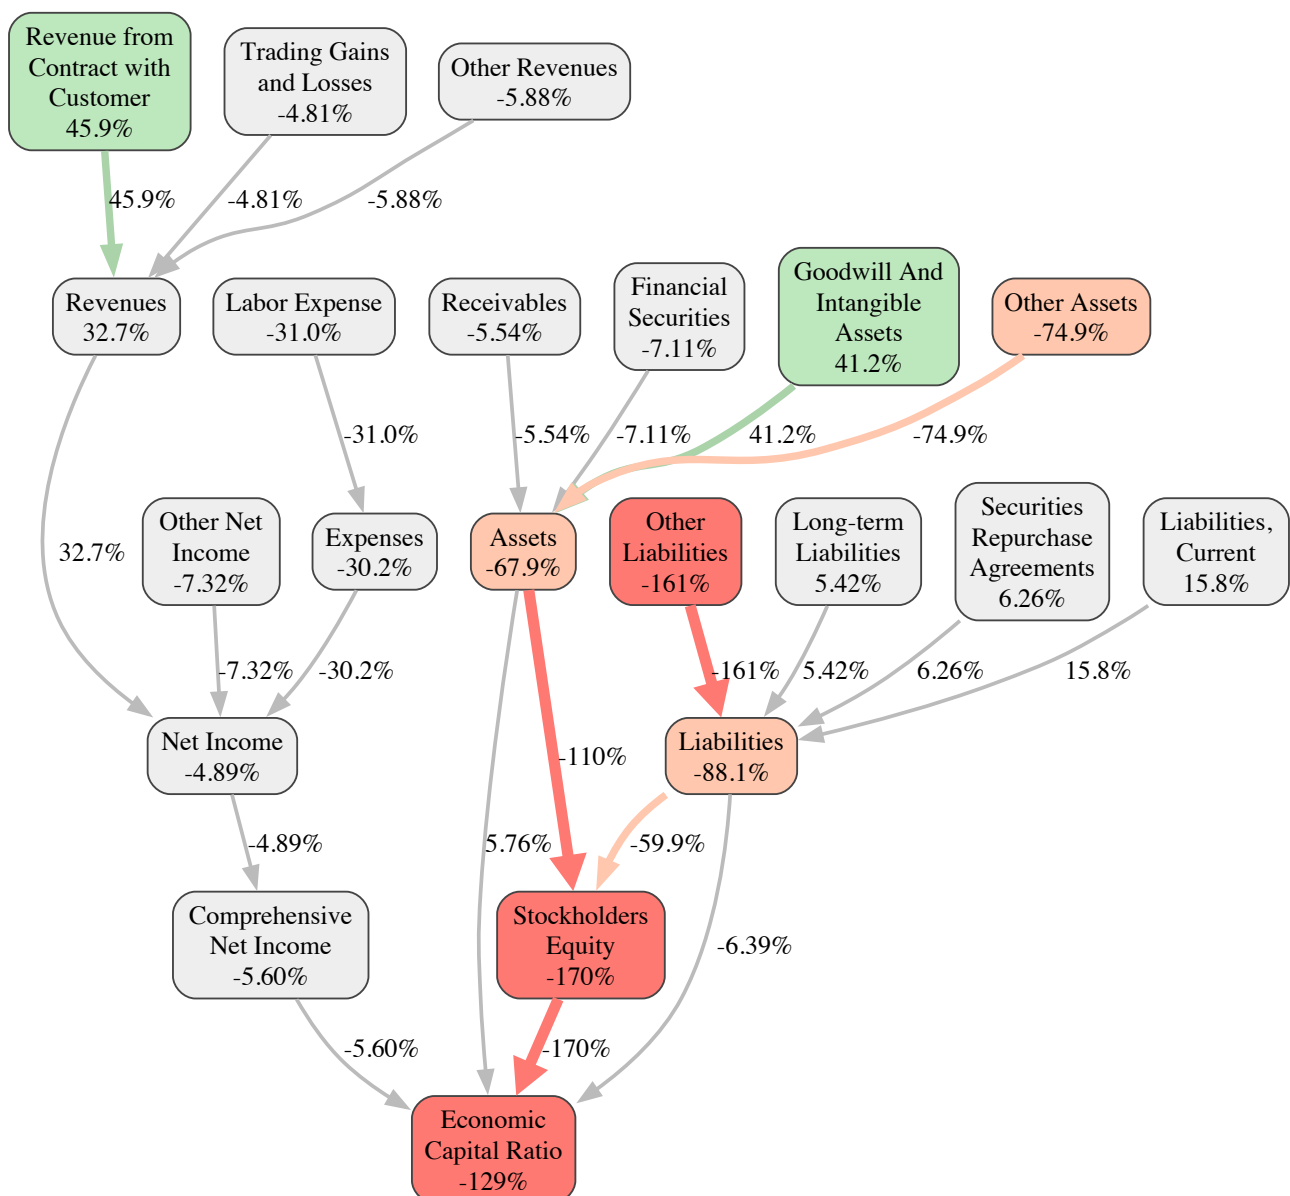 Revenue from
Contract with
Customer
45.9%
Trading Gains
and Losses
-4.81%
Other Revenues
-5.88%
45.9%
-4.81%
-5.88%
Revenues
32.7%
Labor Expense
-31.0%
Receivables
-5.54%
Financial
Securities
-7.11%
Goodwill And
Intangible
Assets
41.2%
Other Assets
-74.9%
-31.0%
-5.54%
-7.11%
41.2%
-74.9%
32.7%
Other Net
Income
-7.32%
Expenses
-30.2%
Assets
-67.9%
Other
Liabilities
-161%
Long-term
Liabilities
5.42%
Securities
Repurchase
Agreements
6.26%
Liabilities,
Current
15.8%
-7.32%
-30.2%
-161%
5.42%
6.26%
15.8%
Net Income
-4.89%
-110%
Liabilities
-88.1%
-4.89%
5.76%
-59.9%
Comprehensive
Net Income
-5.60%
Stockholders
Equity
-170%
-6.39%
-5.60%
-170%
Economic
Capital Ratio
-129%